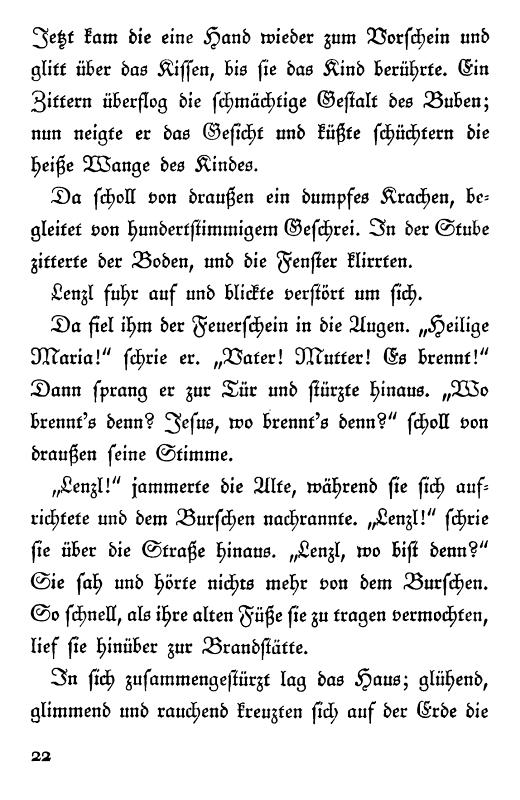 Jetzt kam die eine Hand wieder zum Vorschein und
glitt über das Kissen, bis sie das Kind berührte. Ein
Zittern überflog die schmächtige Gestalt des Buben;
nun neigte er das Gesicht und küßte schüchtern die
heiße Wange des Kindes.
Da scholl von draußen ein dumpfes Krachen, be-
gleitet von hundertstimmigem Geschrei. In der Stube
zitterte der Boden, und die Fenster klirrten.
Lenzl fuhr auf und blickte verstört um sich.
Da fiel ihm der Feuerschein in die Augen. „Heilige
Maria!“ schrie er. „Vater! Mutter! Es brennt!“
Dann sprang er zur Tür und stürzte hinaus. „Wo
brennt's denn? Jesus, wo brennt's denn?“ scholl von
draußen seine Stimme.
„Lenzl!“ jammerte die Alte, während sie sich auf-
richtete und dem Burschen nachrannte. „Lenzl!“ schrie
sie über die Straße hinaus. „Lenzl, wo bist denn?“
Sie sah und hörte nichts mehr von dem Burschen.
So schnell, als ihre alten Füße sie zu tragen vermochten,
lief sie hinüber zur Brandstätte.
In sich zusammengestürzt lag das Haus; glühend,
glimmend und rauchend kreuzten sich auf der Erde die
22